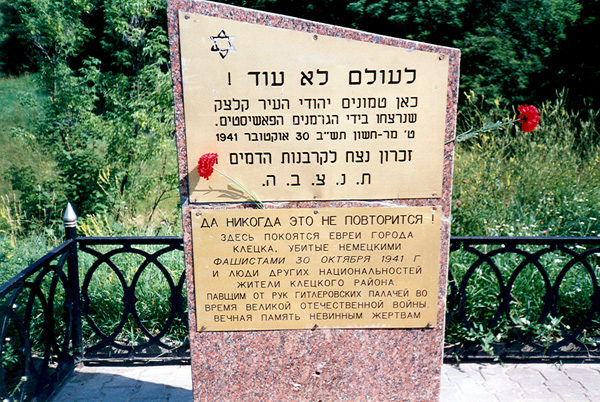 לעולם לא עוד !
כאן טמונים יהודי העיר קלצק
שנרצחו בידי הגרמנים הפאשיסטים.
ט׳ מר-חשון תש״ב 30 אוקטובר 1941
זכרון נצח לקרבנות הדמים
ת. נ. צ. ב. ה.
ДА НИКОГДА ЭТО НЕ ПОВТОРИТСЯ !
ЗДЕСЬ ПОКОЯТСЯ ЕВРЕИ ГОРОДА
КЛЕЦКА, УБИТЫЕ НЕМЕЦКИМИ
ФАШИСТАМИ 30 ОКТЯБРЯ 1941 Г
И ЛЮДИ ДРУГИХ НАЦИОНАЛЬНОСТЕЙ
ЖИТЕЛИ КЛЕЦКОГО РАЙОНА.
ПАВШИМ ОТ РУК ГИТЛЕРОВСКИХ ПАЛАЧЕЙ ВО
ВРЕМЯ ВЕЛИКОЙ ОТЕЧЕСТВЕННОЙ ВОЙНЫ.
ВЕЧНАЯ ПАМЯТЬ НЕВИННЫМ ЖЕРТВАМ